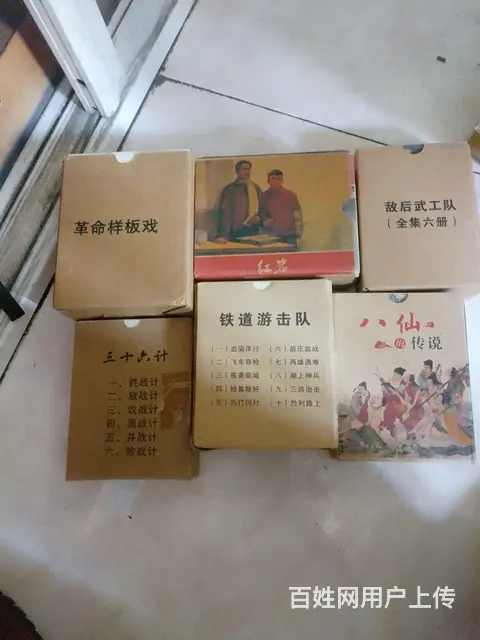 革命样板戏
红岩
敌后武工队
(全集六册)
三十六计
一、胜战计
二、敌战计
三、攻战计
四、混战计
五、并战计
六、败战计
铁道游击队
(一)血染洋行
(二)飞车夺枪
(三)夜袭临城
(四)杨集除奸
(五)巧打冈村
(六)苗庄血战
(七)两雄遇难
(八)湖上神兵
(九)三路出击
(十)胜利路上
八仙
的传说
百姓网用户上传